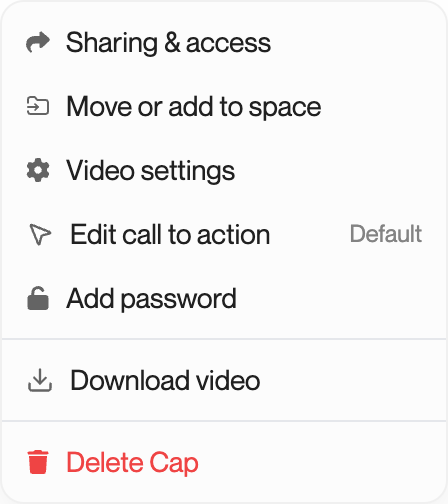 Sharing & access
Move or add to space
Video settings
Edit call to action Default
Add password
Download video
Delete Cap